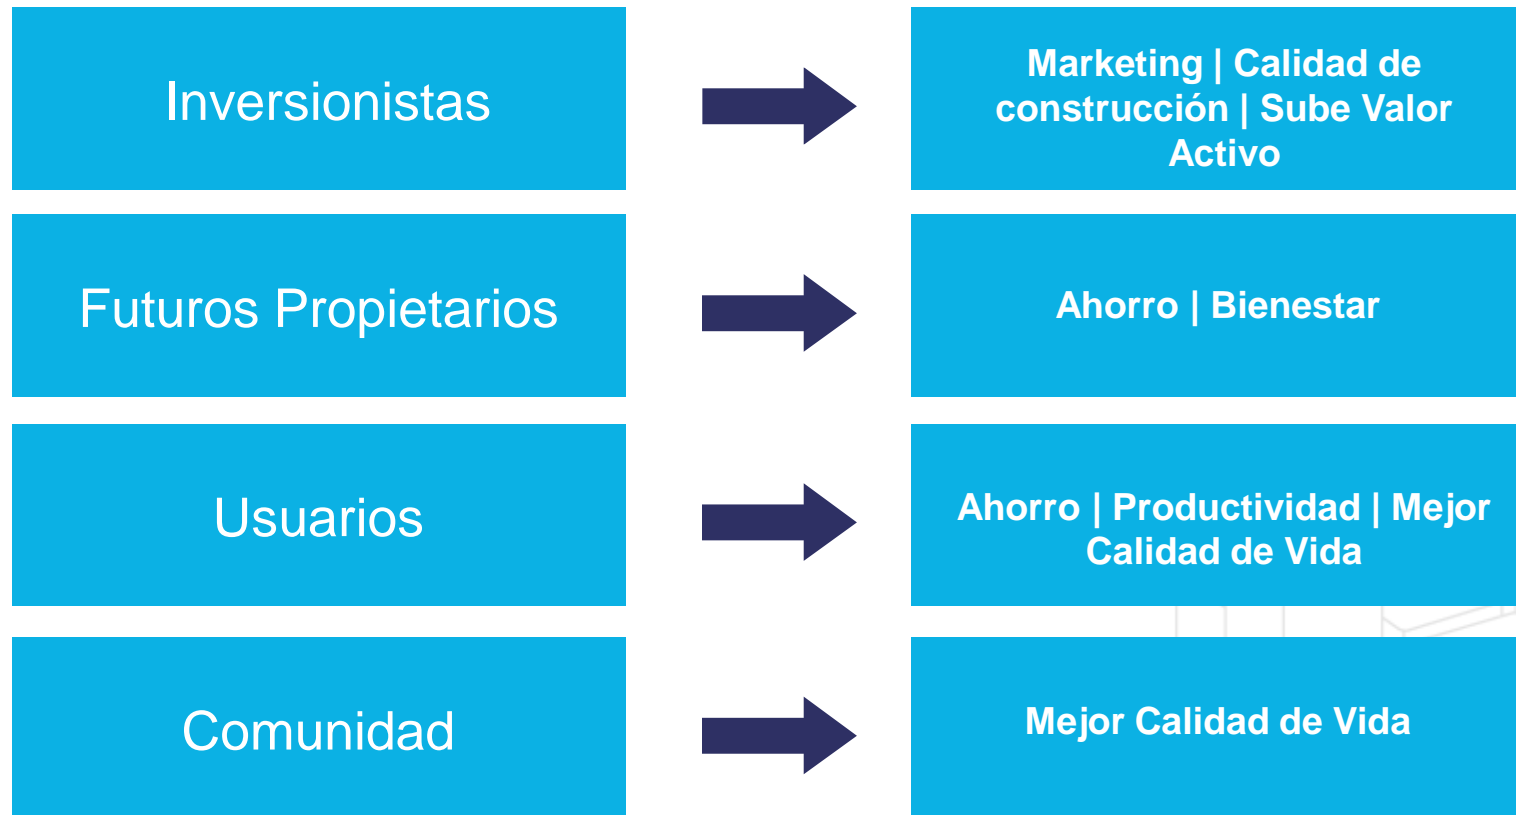 Inversionistas
Marketing | Calidad de
construcción | Sube Valor
Activo
Futuros Propietarios
Ahorro | Bienestar
Usuarios
Ahorro | Productividad | Mejor
Calidad de Vida
Comunidad
Mejor Calidad de Vida